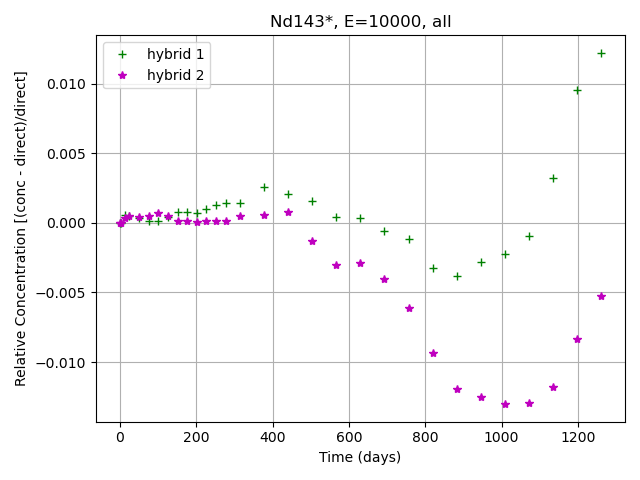 Nd143*, E=10000, all
hybrid 1
hybrid 2
Relative Concentration [(conc - direct)/direct]
0.010
0.005
0.000
−0.005
−0.010
0 200 400 600 800 1000 1200
Time (days)